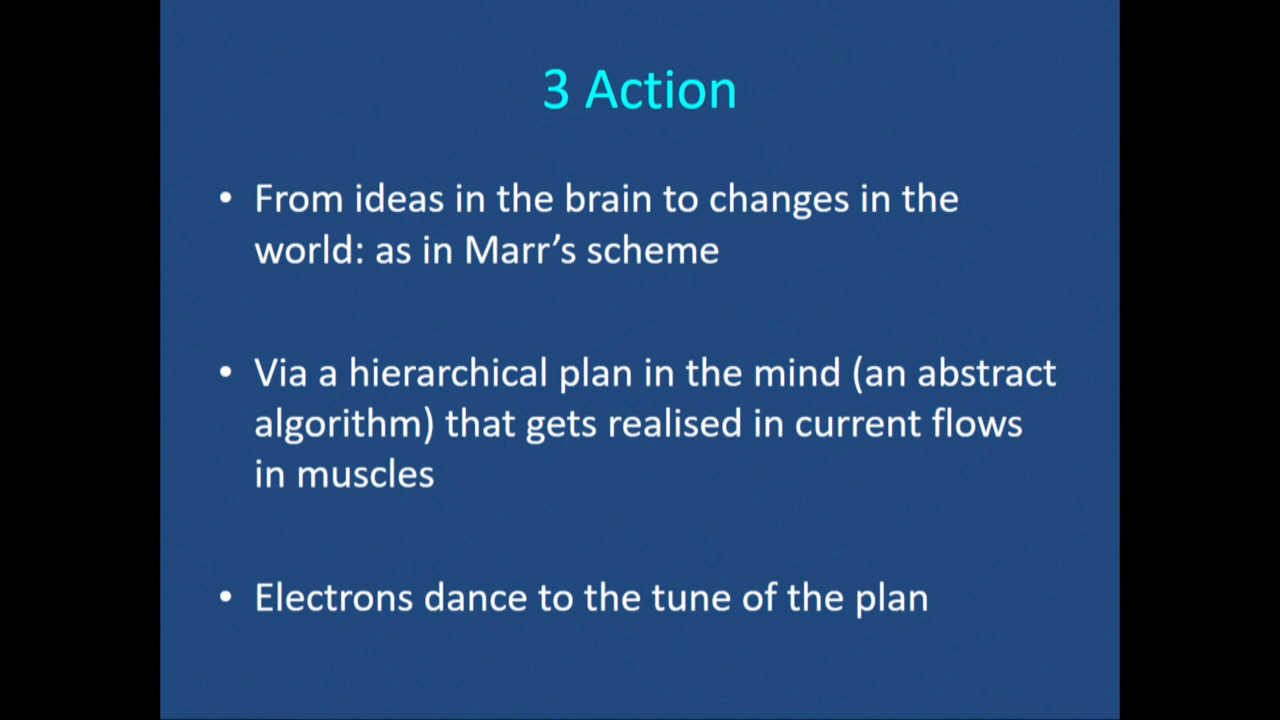 3 Action
• From ideas in the brain to changes in the
world: as in Marr’s scheme
• Via a hierarchical plan in the mind (an abstract
algorithm) that gets realised in current flows
in muscles
• Electrons dance to the tune of the plan